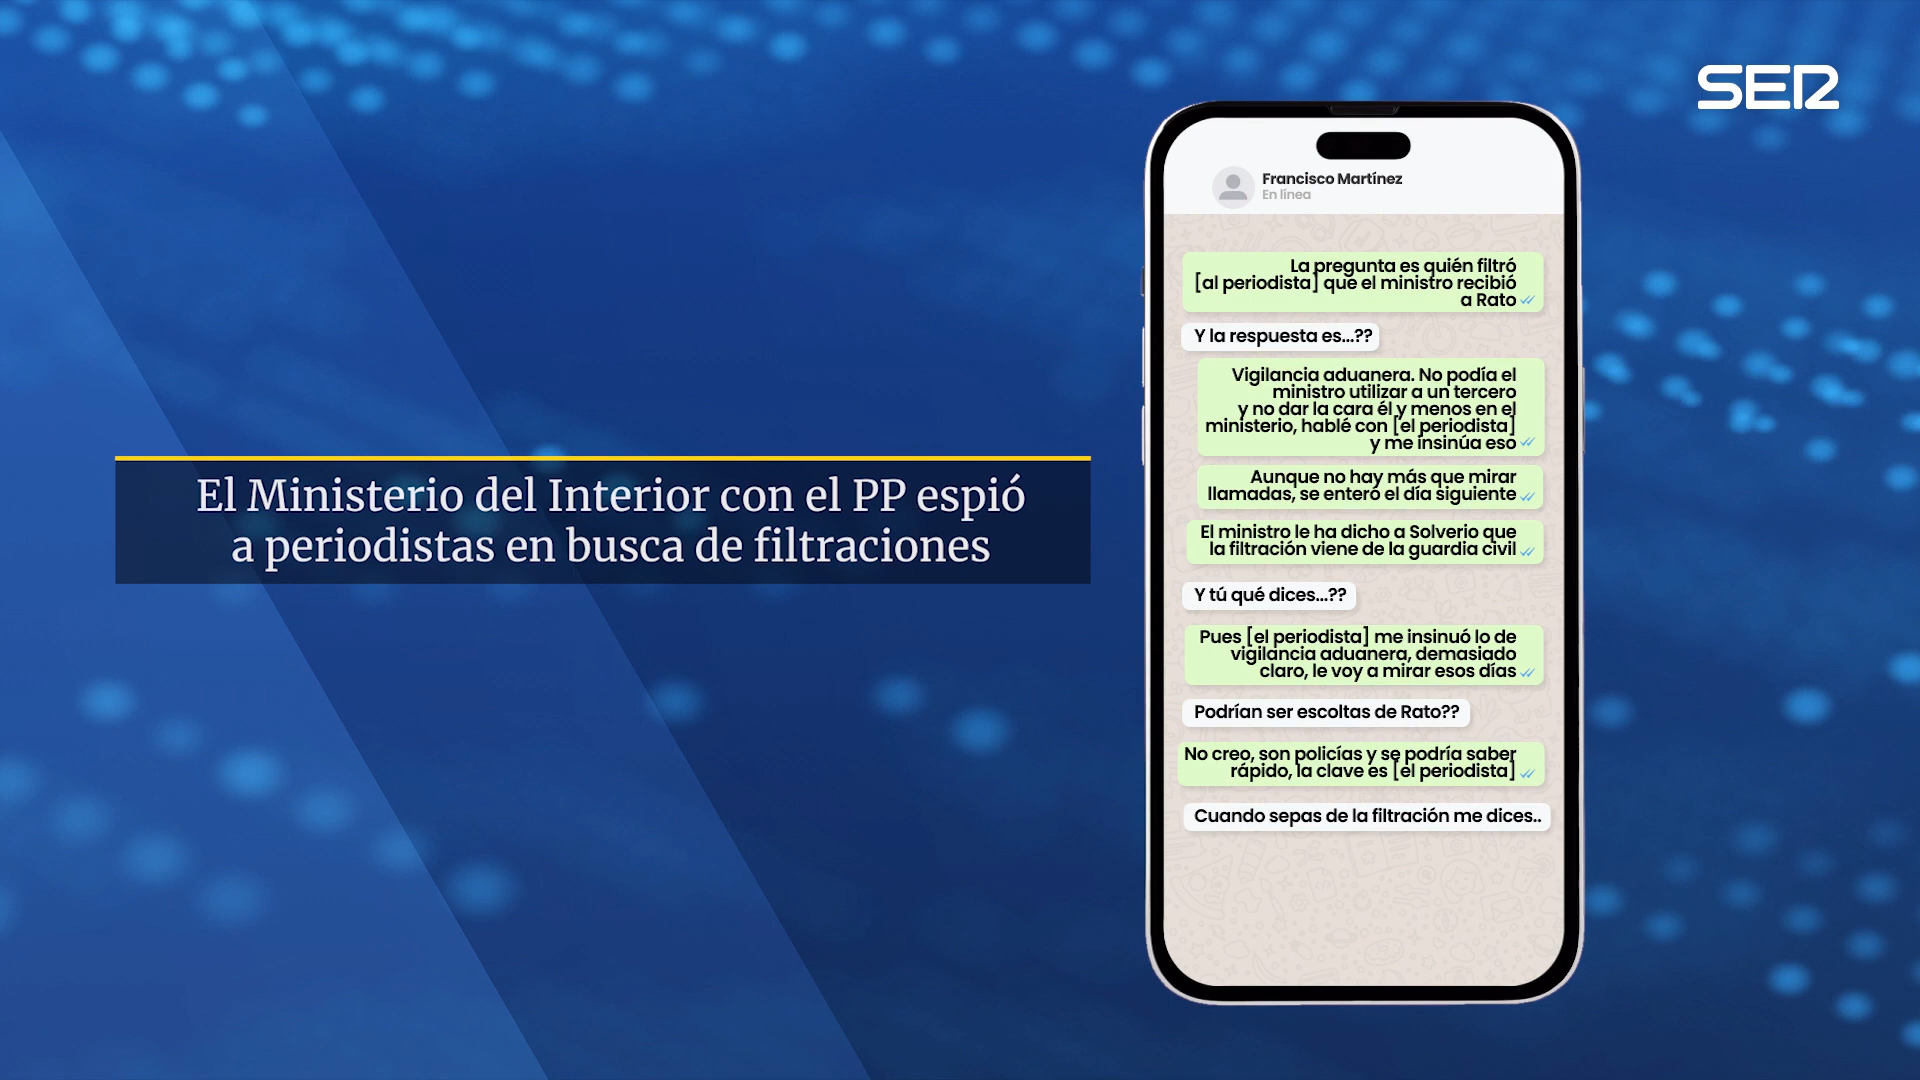 SER
El Ministerio del Interior con el PP espió
a periodistas en busca de filtraciones
Francisco Martínez
En línea
La pregunta es quién filtró
[al periodista] que el ministro recibió
a Rato
Y la respuesta es...??
Vigilancia aduanera. No podía el
ministro utilizar a un tercero
y no dar la cara él y menos en el
ministerio, hablé con [el periodista]
y me insinúa eso
Aunque no hay más que mirar
llamadas, se enteró el día siguiente
El ministro le ha dicho a Solverio que
la filtración viene de la guardia civil
Y tú qué dices...??
Pues [el periodista] me insinuó lo de
vigilancia aduanera, demasiado
claro, le voy a mirar esos días
Podrían ser escoltas de Rato??
No creo, son policías y se podría saber
rápido, la clave es [el periodista]
Cuando sepas de la filtración me dices..